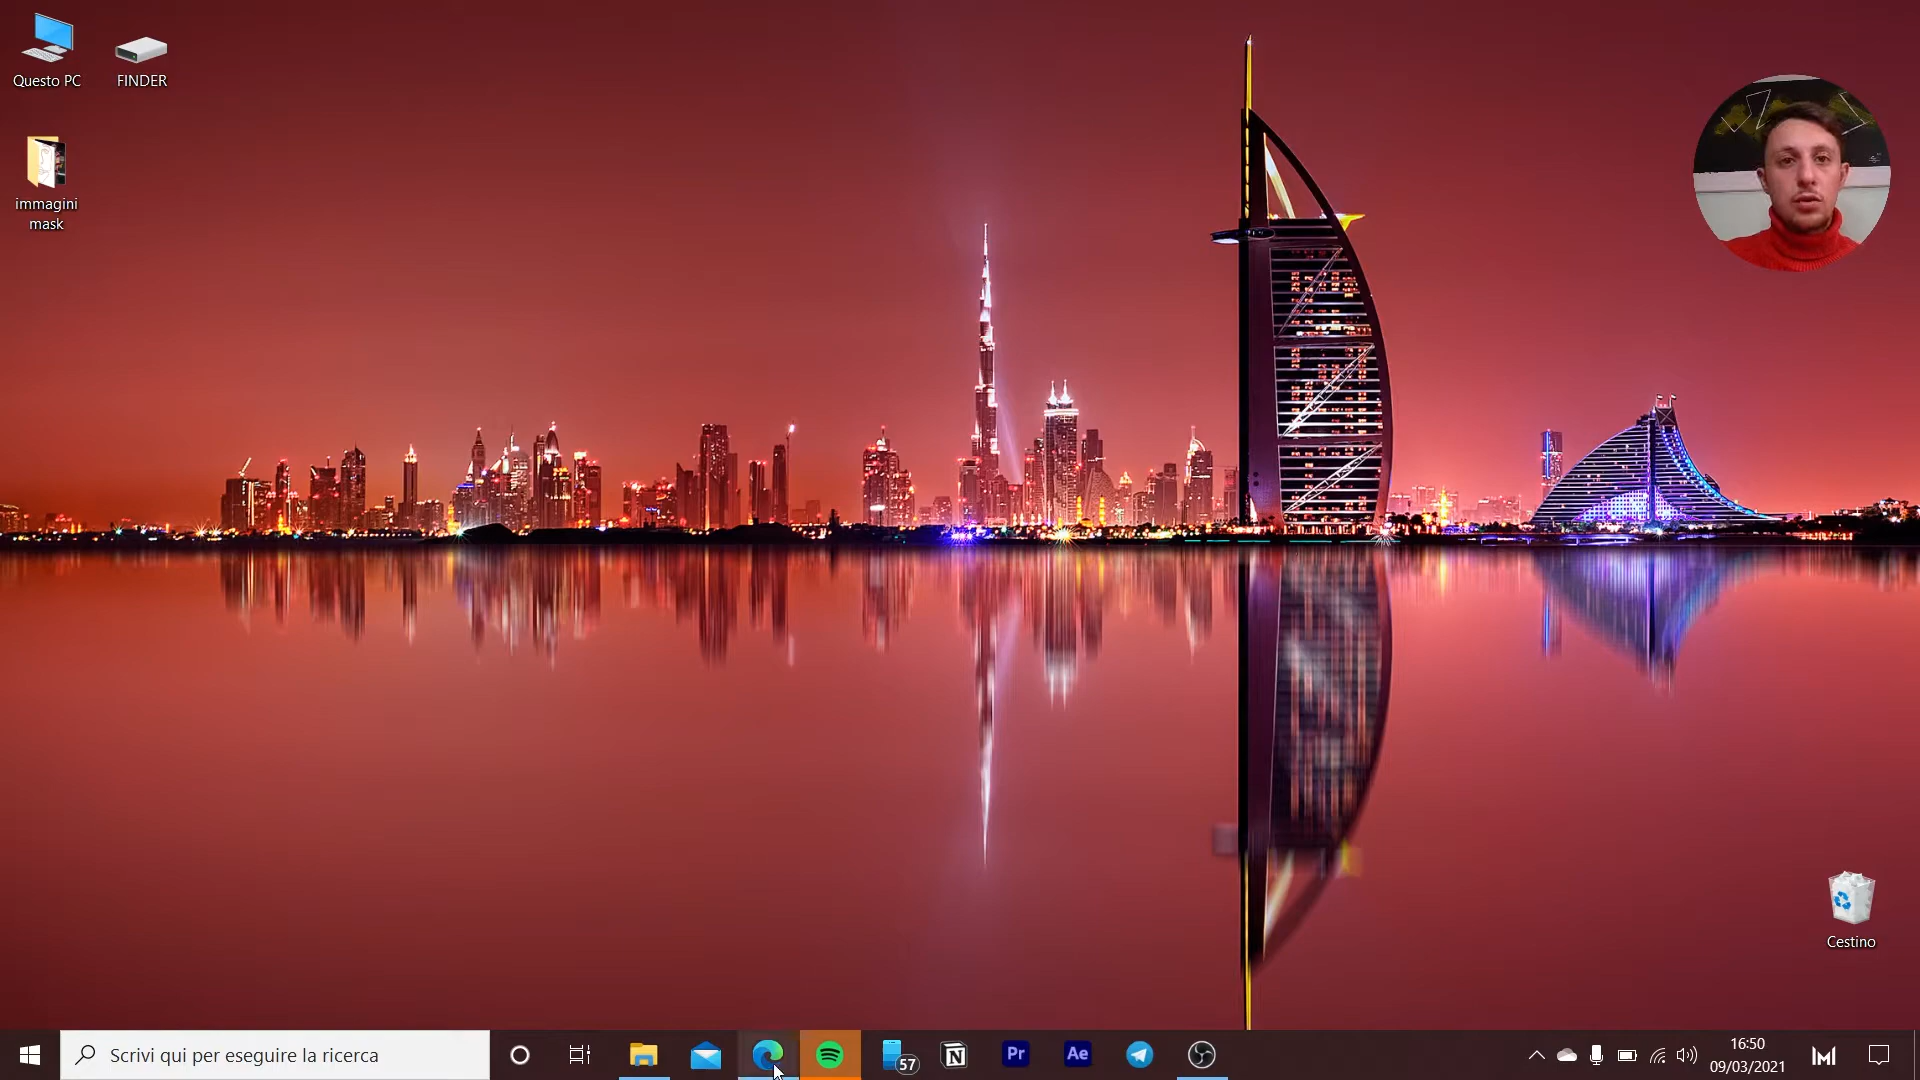 Questo PC
FINDER
immagini
mask
Cestino
Scrivi qui per eseguire la ricerca
57
N
Pr
Ae
16:50
09/03/2021